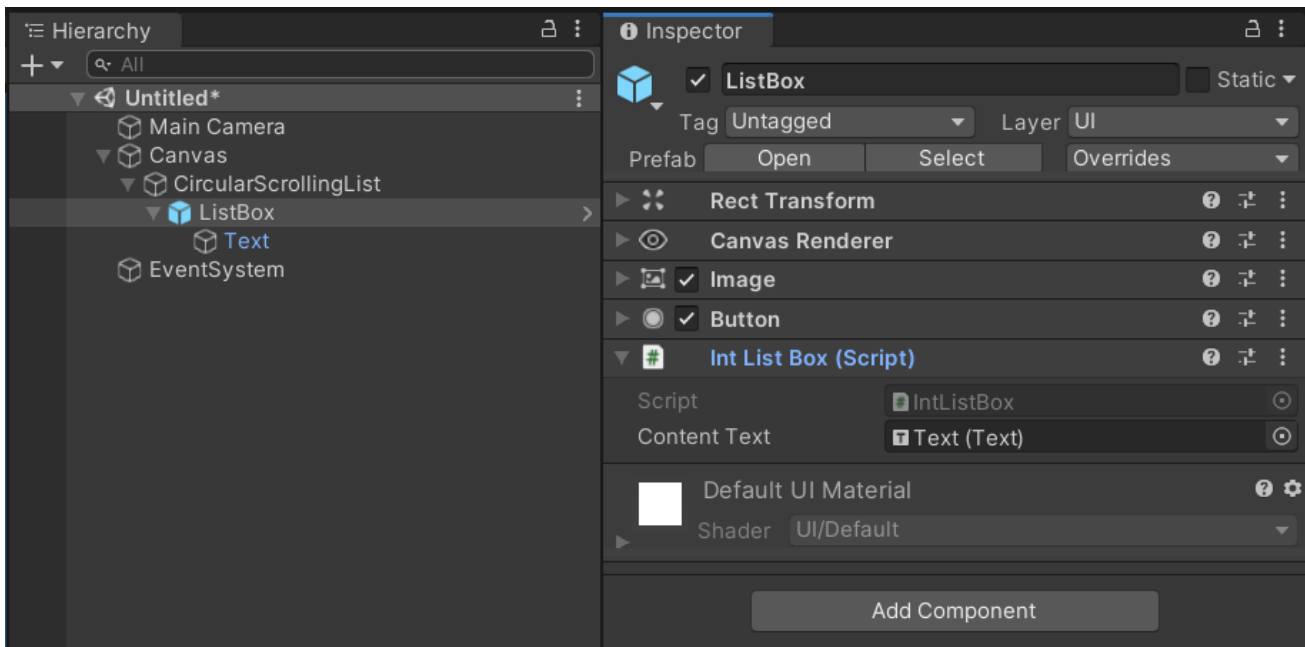 Hierarchy
All
Untitled*
Main Camera
Canvas
CircularScrollingList
ListBox
Text
EventSystem
Inspector
ListBox
Static
Tag Untagged Layer UI
Prefab Open Select Overrides
Rect Transform
Canvas Renderer
Image
Button
# Int List Box (Script)
Script IntListBox
Content Text Text (Text)
Default UI Material
Shader UI/Default
Add Component